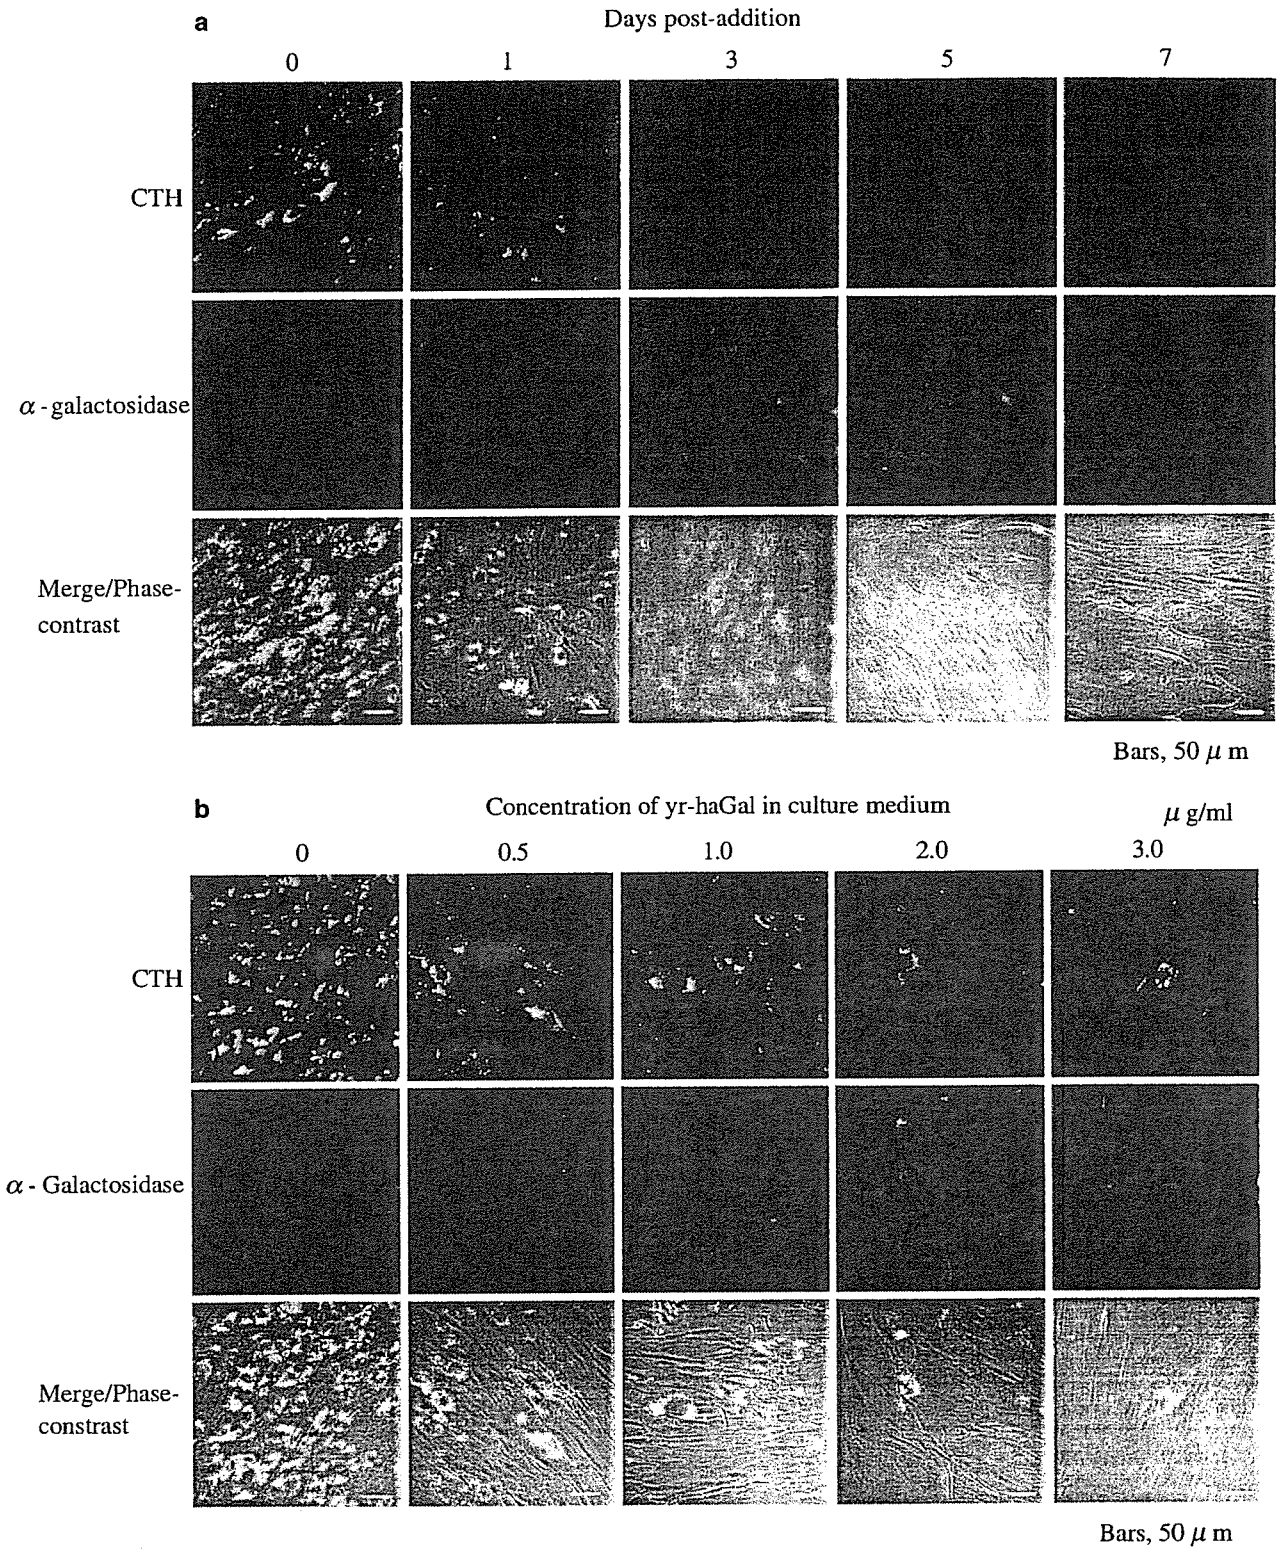 a
Days post-addition
0 1 3 5 7
CTH
α - galactosidase
Merge/Phase-
contrast
Bars, 50 μ m
b
Concentration of yr-haGal in culture medium
μ g/ml
0 0.5 1.0 2.0 3.0
CTH
α - Galactosidase
Merge/Phase-
constrast
Bars, 50 μ m